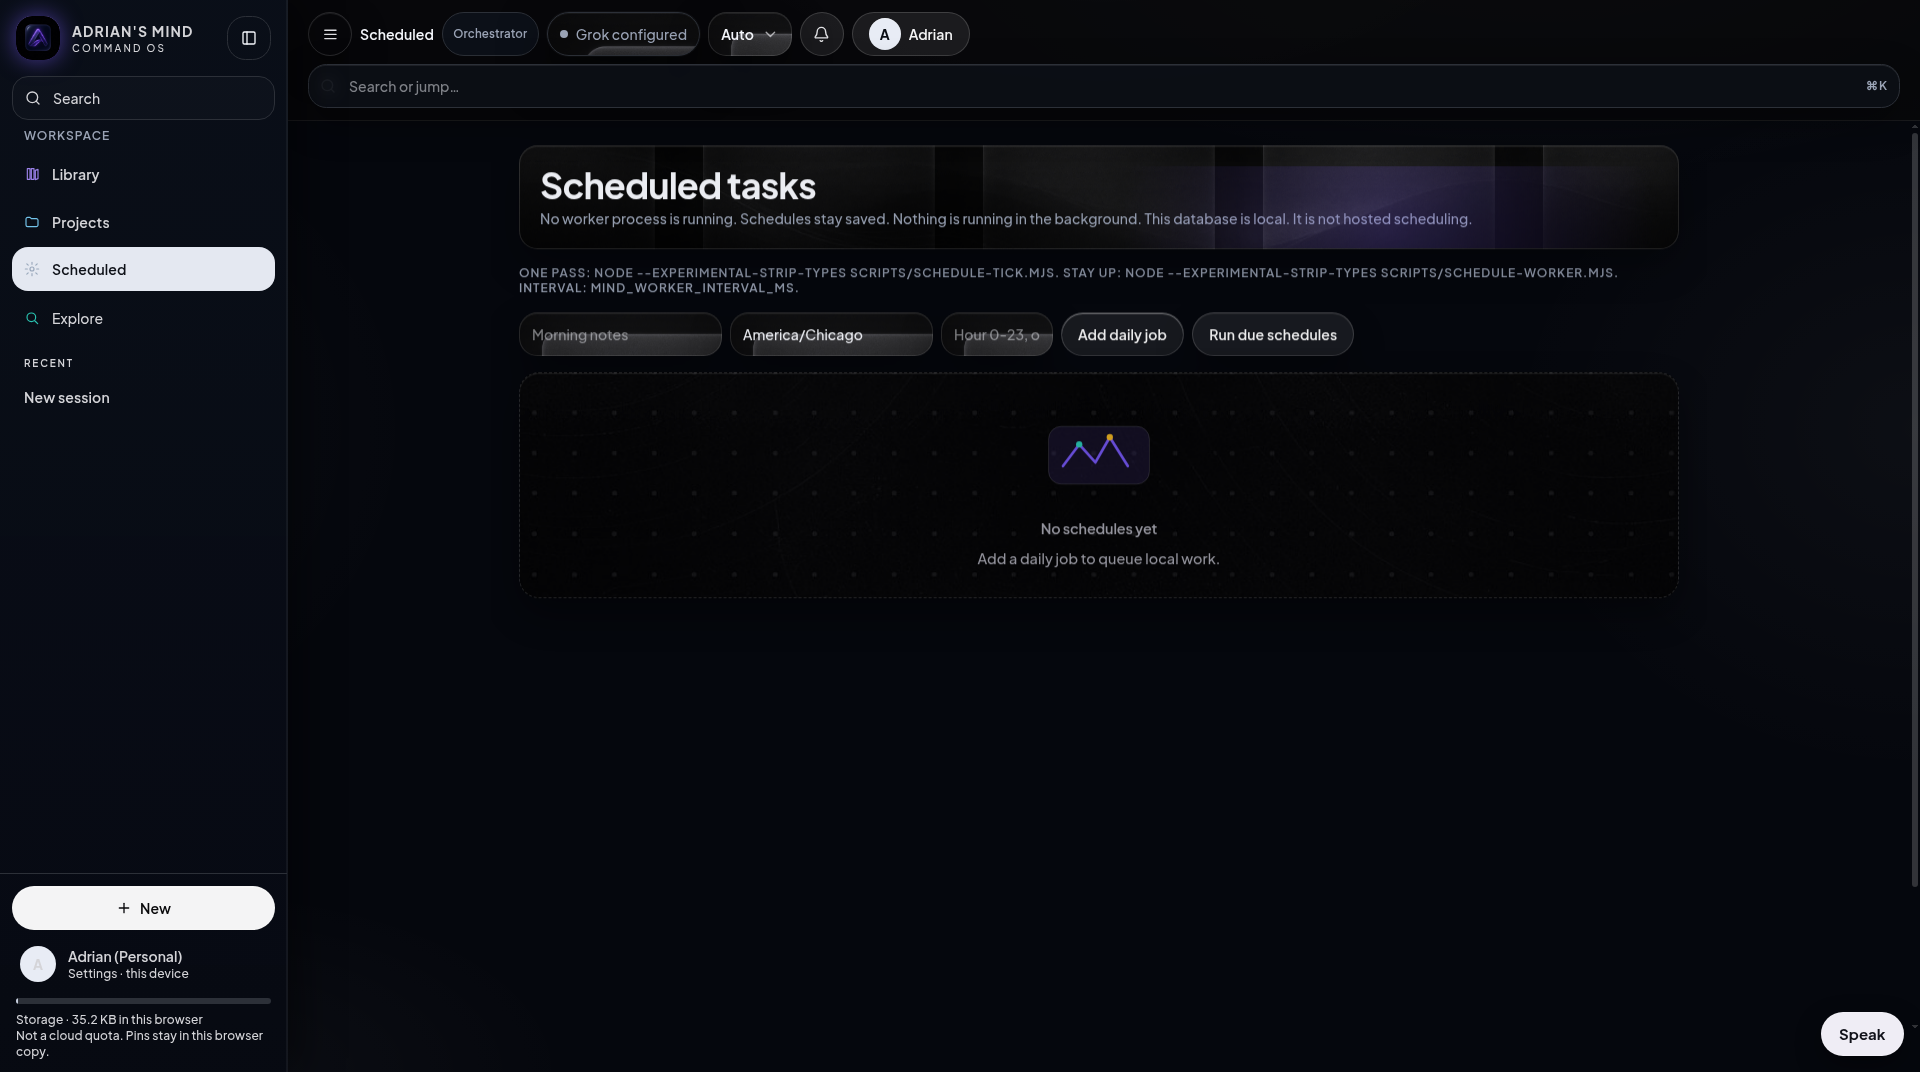 ADRIAN'S MIND
COMMAND OS
Search
WORKSPACE
Library
Projects
Scheduled
Explore
RECENT
New session
New
A
Adrian (Personal)
Settings · this device
Storage · 35.2 KB in this browser
Not a cloud quota. Pins stay in this browser
copy.
Scheduled
Orchestrator
Grok configured
Auto
A
Adrian
Search or jump…
⌘K
Scheduled tasks
No worker process is running. Schedules stay saved. Nothing is running in the background. This database is local. It is not hosted scheduling.
ONE PASS: NODE --EXPERIMENTAL-STRIP-TYPES SCRIPTS/SCHEDULE-TICK.MJS. STAY UP: NODE --EXPERIMENTAL-STRIP-TYPES SCRIPTS/SCHEDULE-WORKER.MJS.
INTERVAL: MIND_WORKER_INTERVAL_MS.
Morning notes
America/Chicago
Hour 0–23, o
Add daily job
Run due schedules
No schedules yet
Add a daily job to queue local work.
Speak